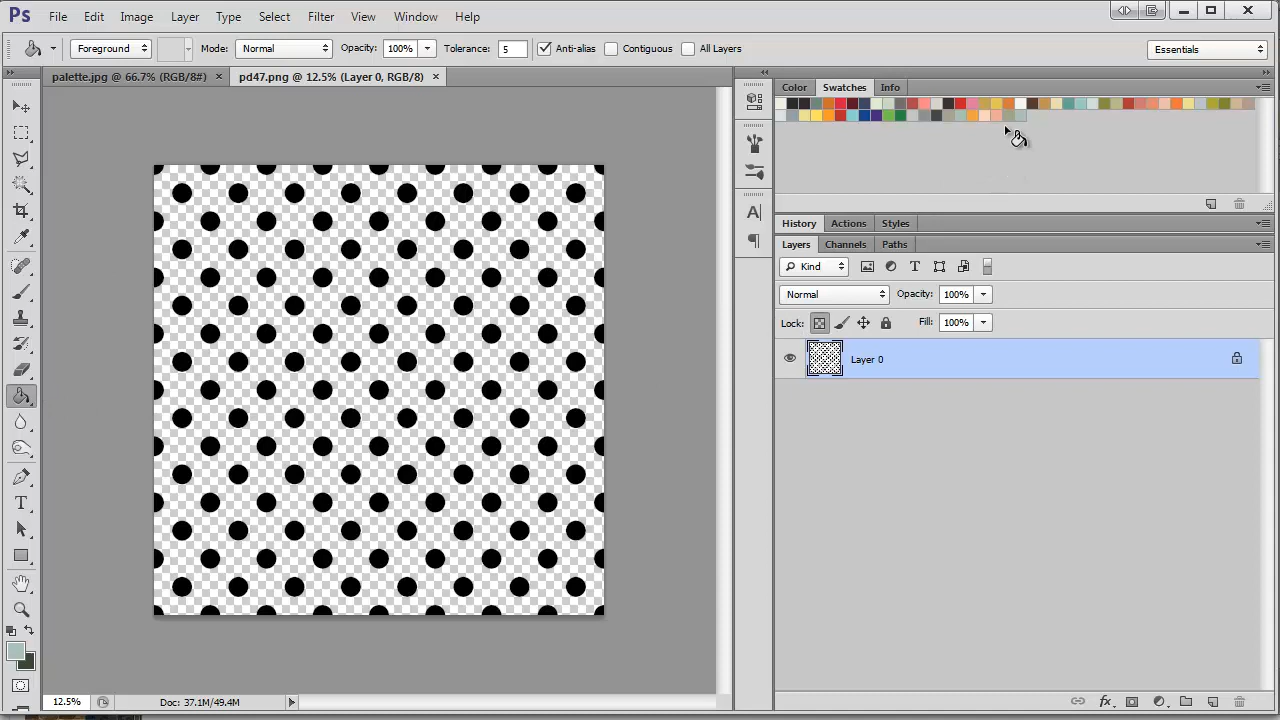 Ps File Edit Image Layer Type Select Filter View Window Help
Foreground Mode: Normal Opacity: 100% Tolerance: 5 Anti-alias Contiguous All Layers Essentials
palette.jpg @ 66.7% (RGB/8#) × pd47.png @ 12.5% (Layer 0, RGB/8) ×
Color Swatches Info
History Actions Styles
Layers Channels Paths
Kind
Normal Opacity: 100%
Lock: Fill: 100%
Layer 0
12.5% Doc: 37.1M/49.4M